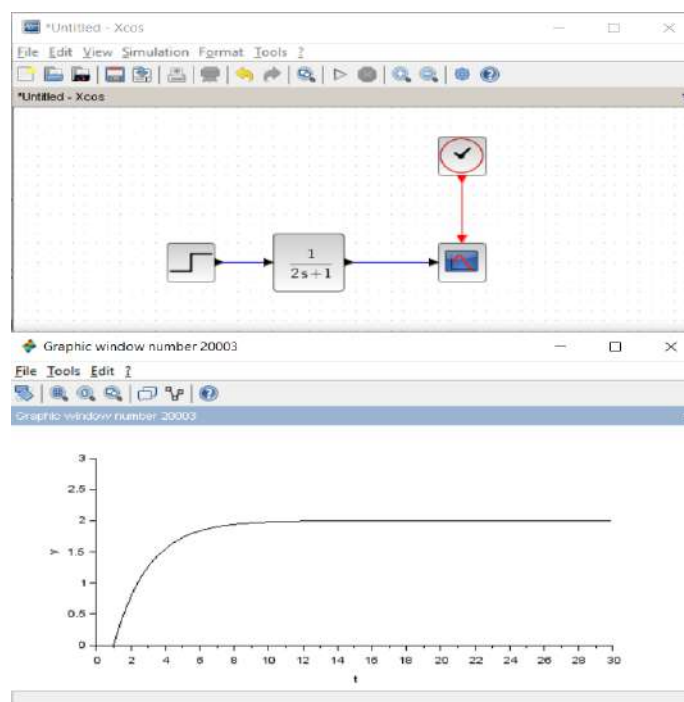 *Untitled - Xcos
File Edit View Simulation Format Tools ?
*Untitled - Xcos
1
2s+1
Graphic window number 20003
File Tools Edit ?
Graphic window number 20003
3
2.5
2
1.5
1
0.5
0
y
0 2 4 6 8 10 12 14 16 18 20 22 24 26 28 30
t